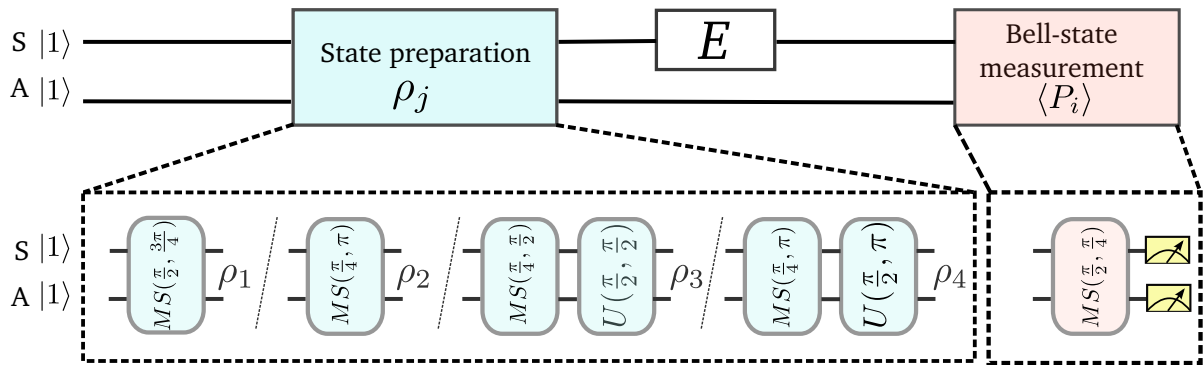 S |1⟩
A |1⟩
State preparation
ρ_j
E
Bell-state
measurement
⟨P_i⟩
S |1⟩
A |1⟩
MS(π/2, 3π/4)
ρ_1
MS(π/4, π)
ρ_2
MS(π/4, π/2)
U(π/2, π/2)
ρ_3
MS(π/4, π)
U(π/2, π)
ρ_4
MS(π/2, π/4)